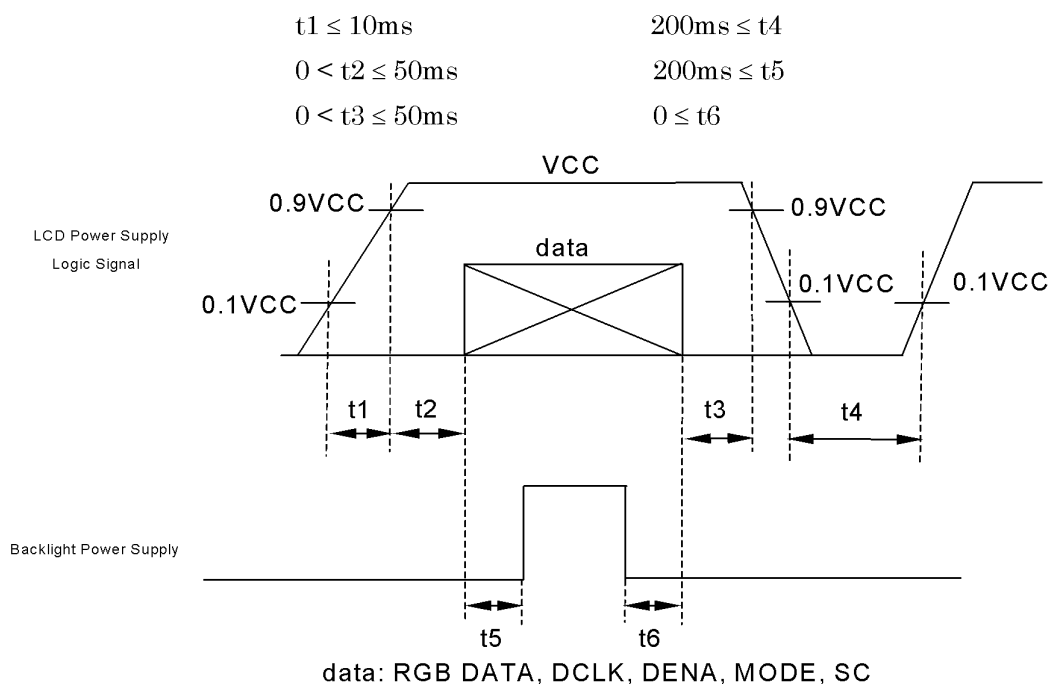 t1 ≤ 10ms 200ms ≤ t4
0 < t2 ≤ 50ms 200ms ≤ t5
0 < t3 ≤ 50ms 0 ≤ t6
VCC
0.9VCC 0.9VCC
LCD Power Supply
Logic Signal
data
0.1VCC 0.1VCC 0.1VCC
t1 t2 t3 t4
Backlight Power Supply
t5 t6
data: RGB DATA, DCLK, DENA, MODE, SC